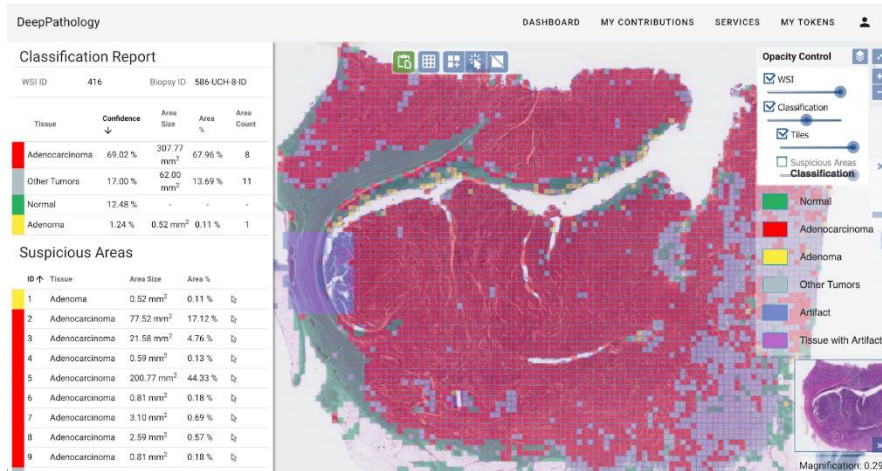 DeepPathology
DASHBOARD MY CONTRIBUTIONS SERVICES MY TOKENS
Classification Report
WSI ID 416 Biopsy ID 586-UCH-8-ID
Tissue Confidence ↓ Area Size Area % Area Count
Adenocarcinoma 69.02 % 307.77 mm² 67.96 % 8
Other Tumors 17.00 % 62.00 mm² 13.69 % 11
Normal 12.48 % - - -
Adenoma 1.24 % 0.52 mm² 0.11 % 1
Suspicious Areas
ID ↑ Tissue Area Size Area %
1 Adenoma 0.52 mm² 0.11 %
2 Adenocarcinoma 77.52 mm² 17.12 %
3 Adenocarcinoma 21.58 mm² 4.76 %
4 Adenocarcinoma 0.59 mm² 0.13 %
5 Adenocarcinoma 200.77 mm² 44.33 %
6 Adenocarcinoma 0.81 mm² 0.18 %
7 Adenocarcinoma 3.10 mm² 0.69 %
8 Adenocarcinoma 2.59 mm² 0.57 %
9 Adenocarcinoma 0.81 mm² 0.18 %
Opacity Control
WSI
Classification
Tiles
Suspicious Areas
Classification
Normal
Adenocarcinoma
Adenoma
Other Tumors
Artifact
Tissue with Artifact
Magnification: 0.29